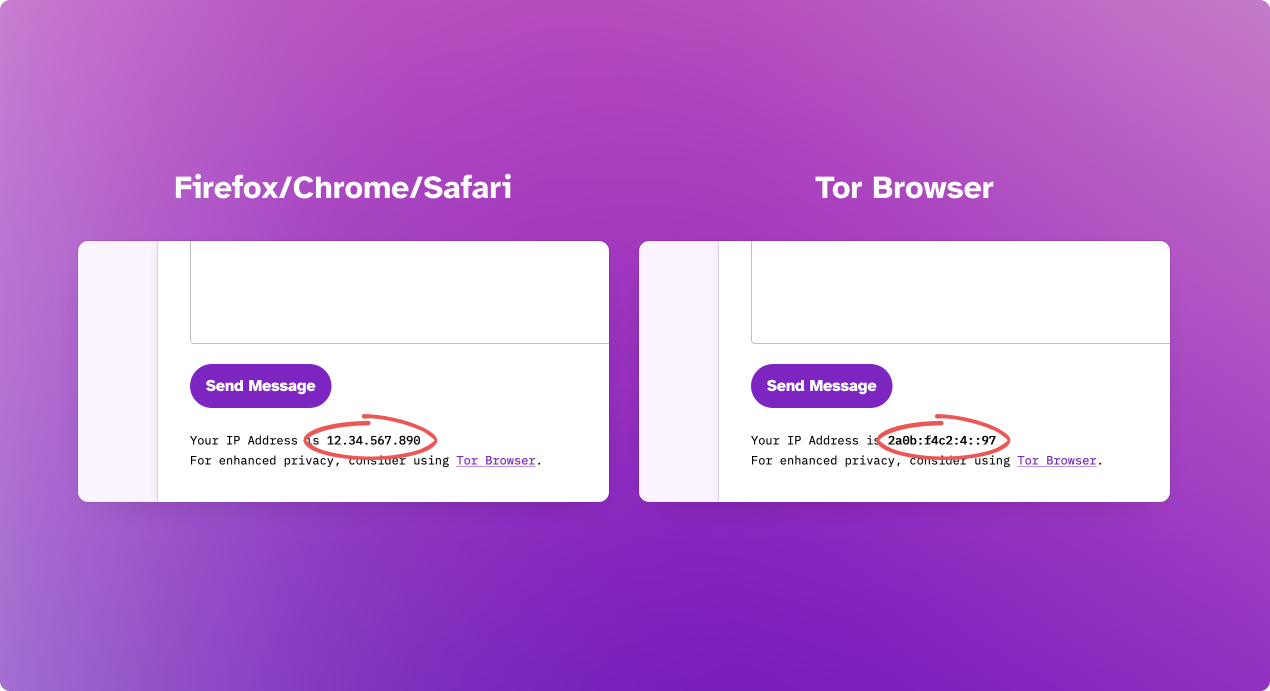 Firefox/Chrome/Safari
Send Message
Your IP Address is 12.34.567.890
For enhanced privacy, consider using Tor Browser.
Tor Browser
Send Message
Your IP Address is 2a0b:f4c2:4::97
For enhanced privacy, consider using Tor Browser.